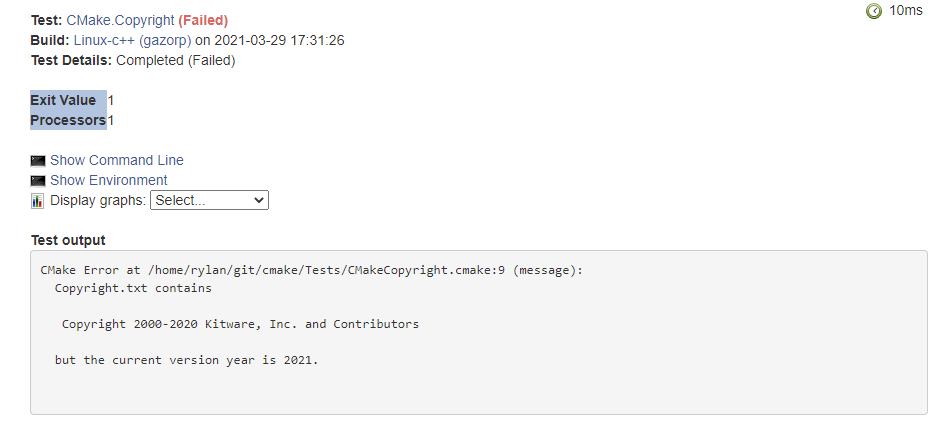 Test: CMake.Copyright (Failed)
10ms
Build: Linux-c++ (gazorp) on 2021-03-29 17:31:26
Test Details: Completed (Failed)
Exit Value 1
Processors 1
Show Command Line
Show Environment
Display graphs: Select...
Test output
CMake Error at /home/rylan/git/cmake/Tests/CMakeCopyright.cmake:9 (message):
Copyright.txt contains
Copyright 2000-2020 Kitware, Inc. and Contributors
but the current version year is 2021.